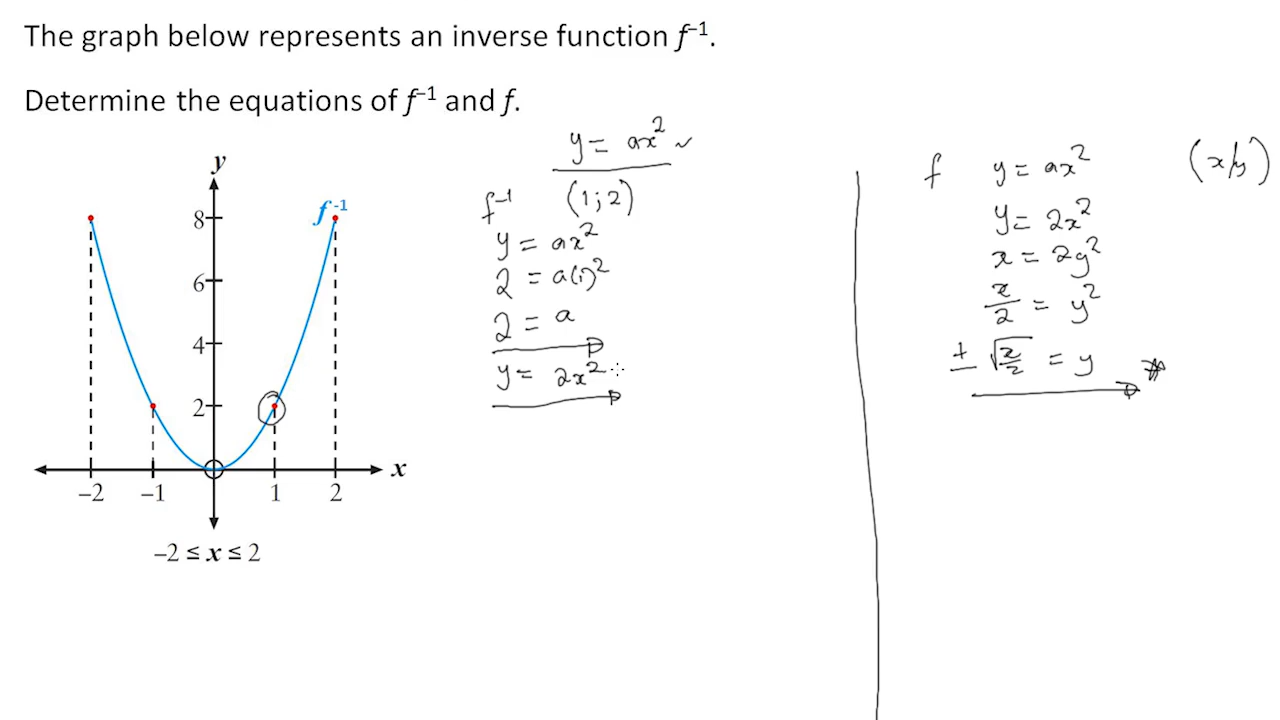 The graph below represents an inverse function f⁻¹.
Determine the equations of f⁻¹ and f.
y
f⁻¹
8
6
4
2
x
–2 –1 1 2
–2 ≤ x ≤ 2
y = ax²
f⁻¹ (1;2)
y = ax²
2 = a(1)²
2 = a
y = 2x²
f y = ax² (x/y)
y = 2x²
x = 2y²
x/2 = y²
± √x/2 = y